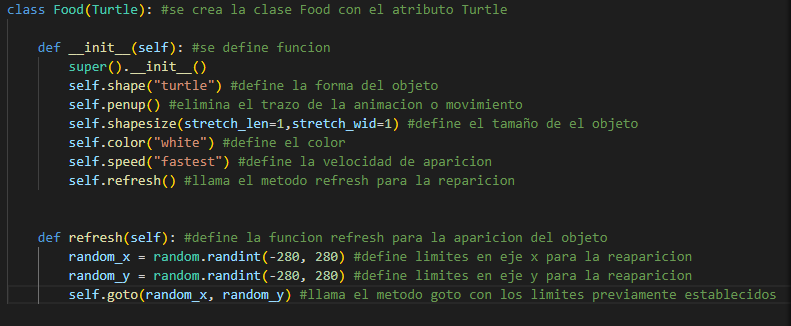 class Food(Turtle): #se crea la clase Food con el atributo Turtle
def __init__(self): #se define funcion
super().__init__()
self.shape("turtle") #define la forma del objeto
self.penup() #elimina el trazo de la animacion o movimiento
self.shapesize(stretch_len=1,stretch_wid=1) #define el tamaño de el objeto
self.color("white") #define el color
self.speed("fastest") #define la velocidad de aparicion
self.refresh() #llama el metodo refresh para la reparicion
def refresh(self): #define la funcion refresh para la aparicion del objeto
random_x = random.randint(-280, 280) #define limites en eje x para la reaparicion
random_y = random.randint(-280, 280) #define limites en eje y para la reaparicion
self.goto(random_x, random_y) #llama el metodo goto con los limites previamente establecidos